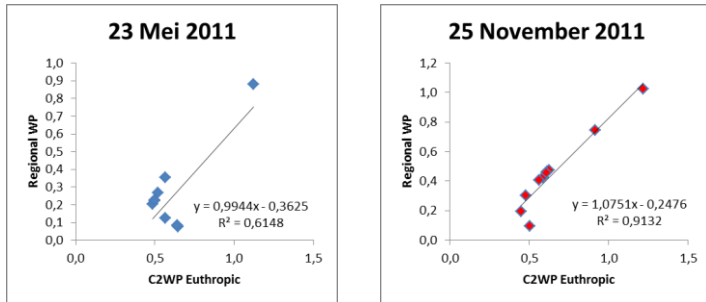 23 Mei 2011
1,0
0,9
0,8
0,7
0,6
0,5
0,4
0,3
0,2
0,1
0,0
Regional WP
y = 0,9944x - 0,3625
R² = 0,6148
0,0 0,5 1,0 1,5
C2WP Euthropic
25 November 2011
1,2
1,0
0,8
0,6
0,4
0,2
0,0
Regional WP
y = 1,0751x - 0,2476
R² = 0,9132
0,0 0,5 1,0 1,5
C2WP Euthropic